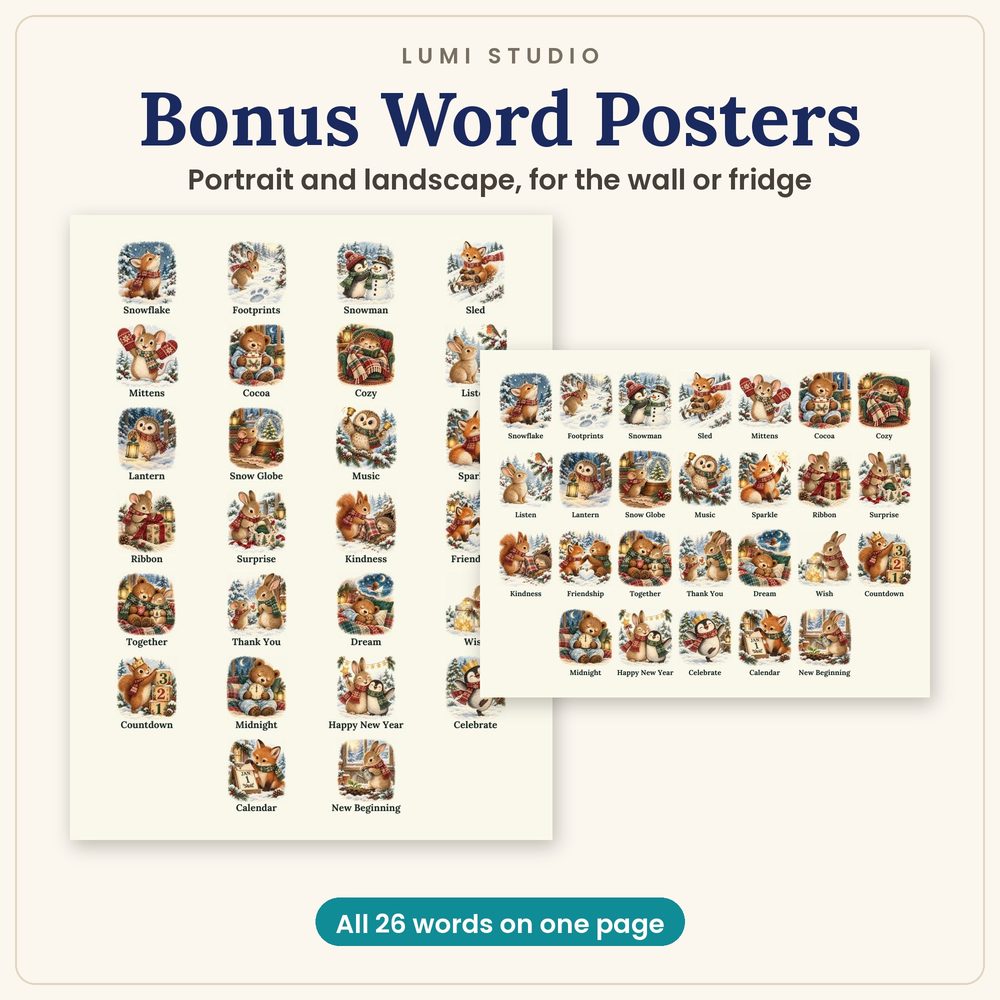 LUMI STUDIO
Bonus Word Posters
Portrait and landscape, for the wall or fridge
Snowflake Footprints Snowman Sled
Mittens Cocoa Cozy
Lantern Snow Globe Music
Ribbon Surprise Kindness
Together Thank You Dream
Countdown Midnight Happy New Year Celebrate
Calendar New Beginning
Snowflake Footprints Snowman Sled Mittens Cocoa Cozy
Listen Lantern Snow Globe Music Sparkle Ribbon Surprise
Kindness Friendship Together Thank You Dream Wish Countdown
Midnight Happy New Year Celebrate Calendar New Beginning
All 26 words on one page